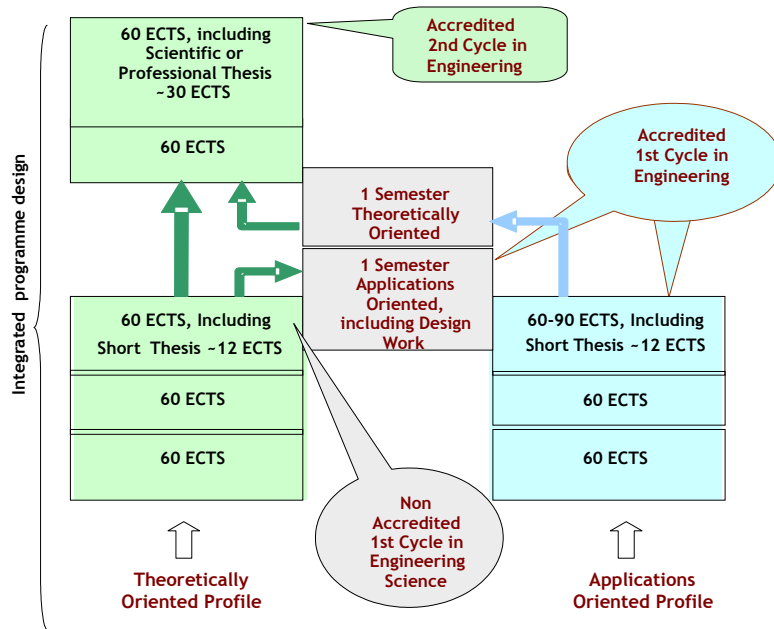 60 ECTS, including
Scientific or
Professional Thesis
~30 ECTS
60 ECTS
Accredited
2nd Cycle in
Engineering
Accredited
1st Cycle in
Engineering
1 Semester
Theoretically
Oriented
1 Semester
Applications
Oriented,
including Design
Work
Integrated programme design
60 ECTS, Including
Short Thesis ~12 ECTS
60 ECTS
60 ECTS
60-90 ECTS, Including
Short Thesis ~12 ECTS
60 ECTS
60 ECTS
Non
Accredited
1st Cycle in
Engineering
Science
Theoretically
Oriented Profile
Applications
Oriented Profile